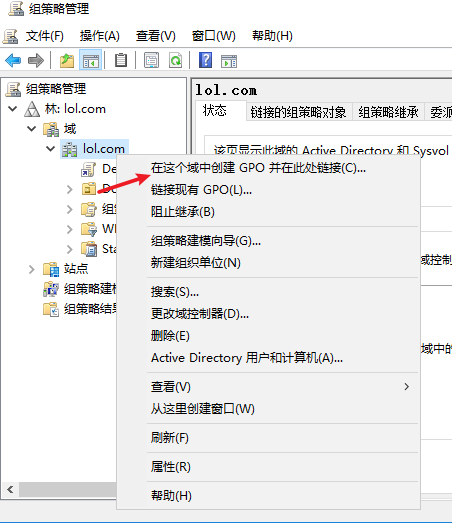 组策略管理
文件(F) 操作(A) 查看(V) 窗口(W) 帮助(H)
组策略管理
林: lol.com
域
lol.com
De
D
组
WI
Sta
站点
组策略建模
组策略结果
lol.com
状态 链接的组策略对象 组策略继承 委派
该页显示此域的 Active Directory 和 Sysvol
域控制
域中的
在这个域中创建 GPO 并在此处链接(C)...
链接现有 GPO(L)...
阻止继承(B)
组策略建模向导(G)...
新建组织单位(N)
搜索(S)...
更改域控制器(D)...
删除(E)
Active Directory 用户和计算机(A)...
查看(V)
从这里创建窗口(W)
刷新(F)
属性(R)
帮助(H)